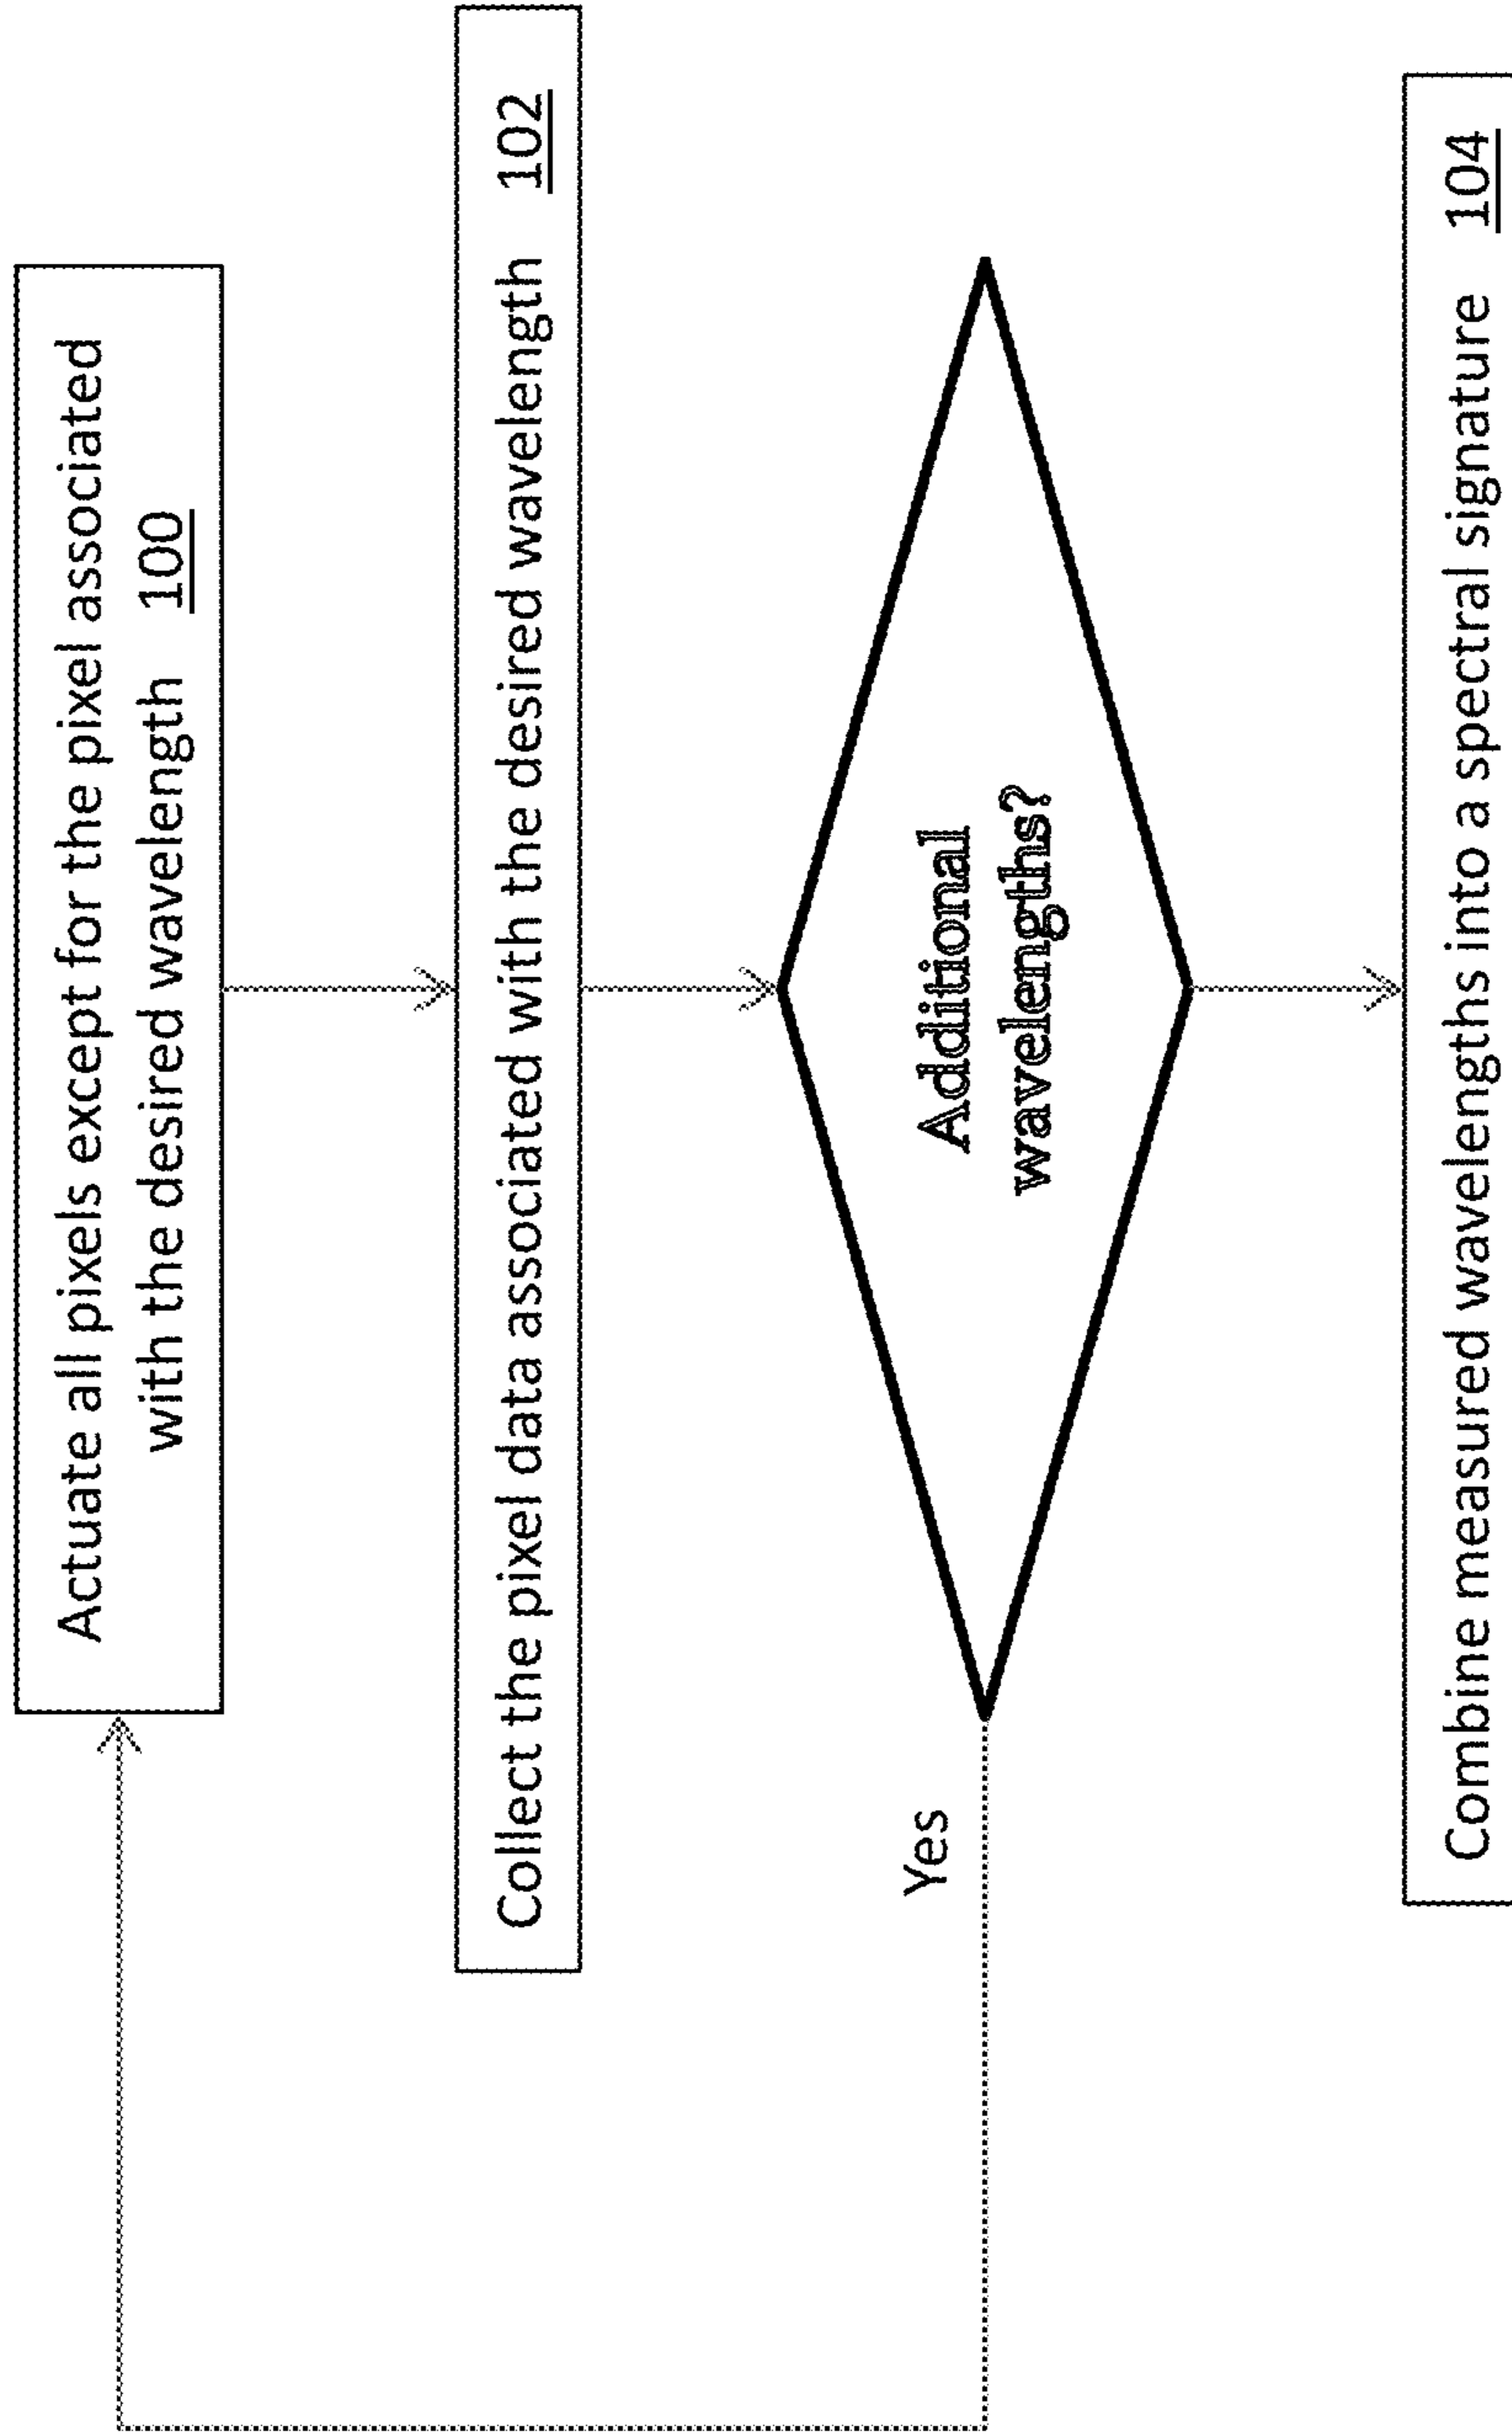 Actuate all pixels except for the pixel associated
with the desired wavelength 100
Collect the pixel data associated with the desired wavelength 102
Additional
wavelengths?
Yes
Combine measured wavelengths into a spectral signature 104